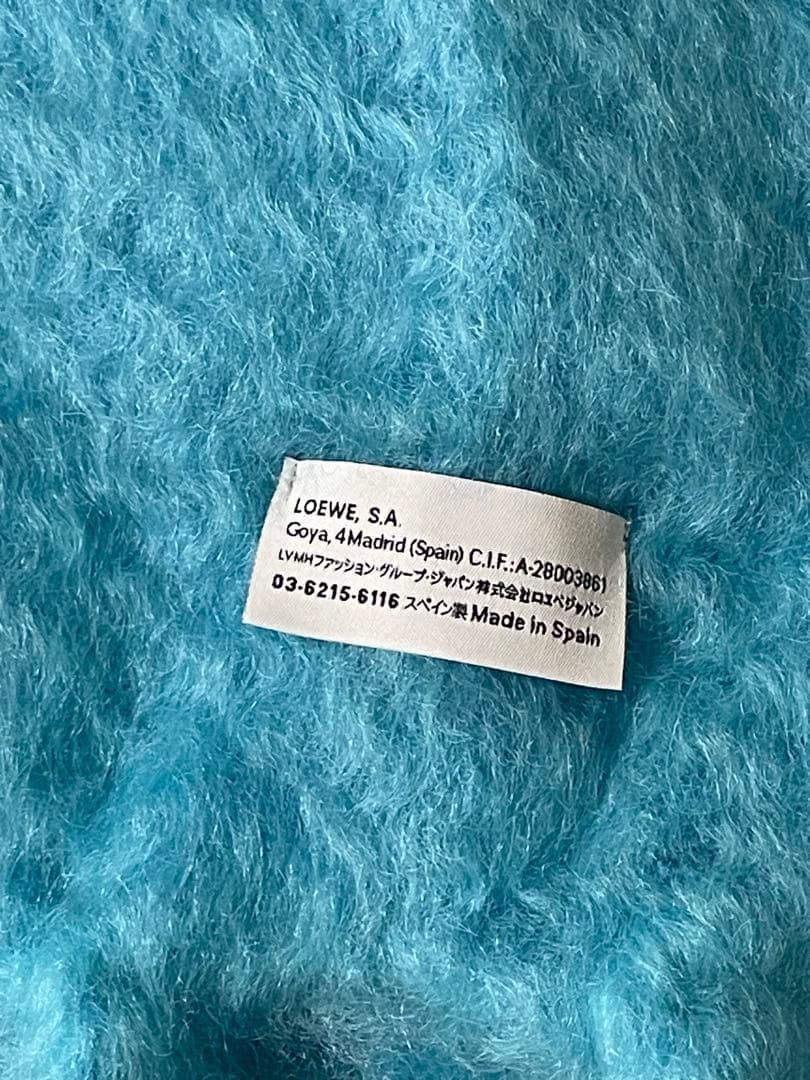 LOEWE, S.A.
Goya, 4 Madrid (Spain) C.I.F.: A-28003861
LVMHファッション・グループ・ジャパン株式会社ロエベジャパン
03-6215-6116 スペイン製 Made in Spain